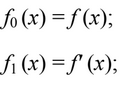 f₀(x) = f(x);
f₁(x) = f′(x);